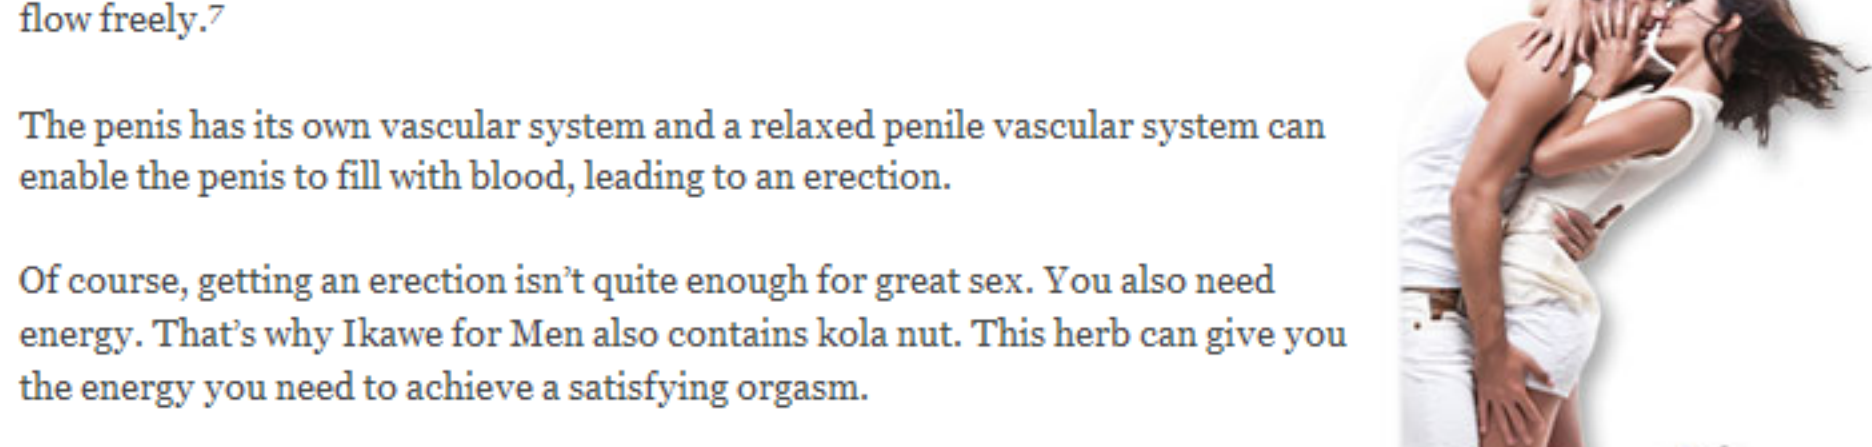 flow freely.⁷
The penis has its own vascular system and a relaxed penile vascular system can
enable the penis to fill with blood, leading to an erection.
Of course, getting an erection isn’t quite enough for great sex. You also need
energy. That’s why Ikawe for Men also contains kola nut. This herb can give you
the energy you need to achieve a satisfying orgasm.